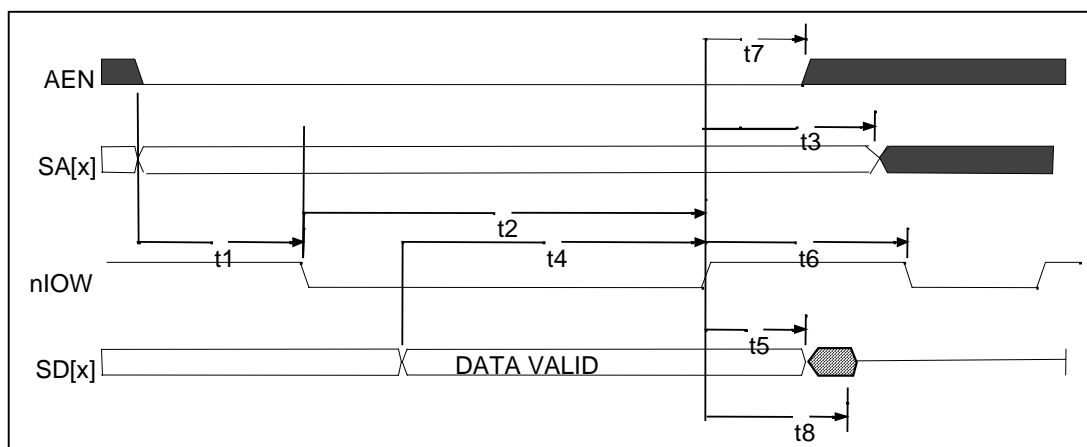 t7
AEN
t3
SA[x]
t2
t1
t4
t6
nIOW
t5
SD[x]
DATA VALID
t8